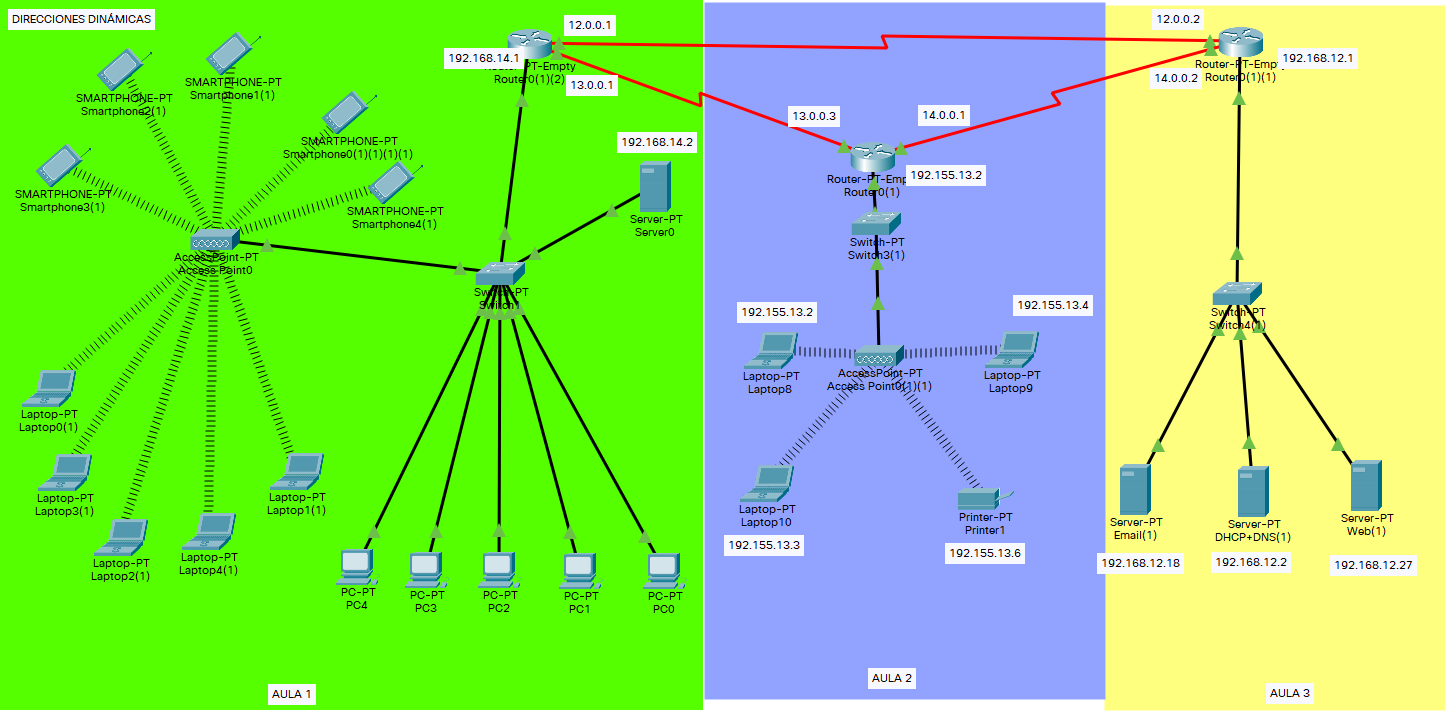 DIRECCIONES DINÁMICAS
12.0.0.1
192.168.14.1
Router-PT-Empty
Router0(1)(2)
13.0.0.1
SMARTPHONE-PT
Smartphone2(1)
SMARTPHONE-PT
Smartphone1(1)
SMARTPHONE-PT
Smartphone0(1)(1)(1)(1)
SMARTPHONE-PT
Smartphone3(1)
SMARTPHONE-PT
Smartphone4(1)
192.168.14.2
Server-PT
Server0
AccessPoint-PT
Access Point0
Switch-PT
Switch1
Laptop-PT
Laptop0(1)
Laptop-PT
Laptop3(1)
Laptop-PT
Laptop2(1)
Laptop-PT
Laptop4(1)
Laptop-PT
Laptop1(1)
PC-PT
PC4
PC-PT
PC3
PC-PT
PC2
PC-PT
PC1
PC-PT
PC0
AULA 1
13.0.0.3
14.0.0.1
Router-PT-Emp
Router0(1)
192.155.13.2
Switch-PT
Switch3(1)
192.155.13.2
192.155.13.4
Laptop-PT
Laptop8
AccessPoint-PT
Access Point0(1)(1)
Laptop-PT
Laptop9
Laptop-PT
Laptop10
192.155.13.3
Printer-PT
Printer1
192.155.13.6
AULA 2
12.0.0.2
192.168.12.1
Router-PT-Emp
Router0(1)(1)
14.0.0.2
Switch-PT
Switch4(1)
Server-PT
Email(1)
192.168.12.18
Server-PT
DHCP+DNS(1)
192.168.12.2
Server-PT
Web(1)
192.168.12.27
AULA 3